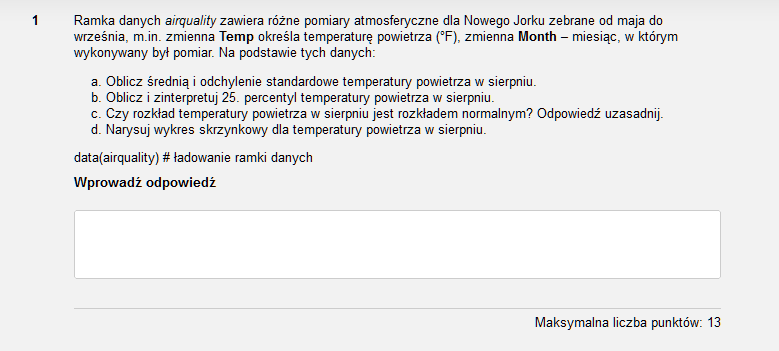 1 Ramka danych airquality zawiera różne pomiary atmosferyczne dla Nowego Jorku zebrane od maja do
września, m.in. zmienna Temp określa temperaturę powietrza (°F), zmienna Month – miesiąc, w którym
wykonywany był pomiar. Na podstawie tych danych:
a. Oblicz średnią i odchylenie standardowe temperatury powietrza w sierpniu.
b. Oblicz i zinterpretuj 25. percentyl temperatury powietrza w sierpniu.
c. Czy rozkład temperatury powietrza w sierpniu jest rozkładem normalnym? Odpowiedź uzasadnij.
d. Narysuj wykres skrzynkowy dla temperatury powietrza w sierpniu.
data(airquality) # ładowanie ramki danych
Wprowadź odpowiedź
Maksymalna liczba punktów: 13